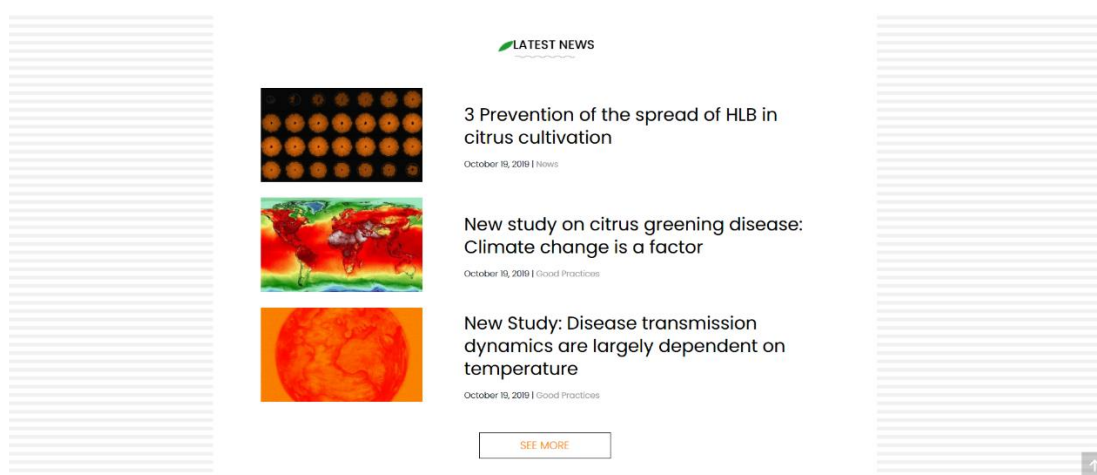 LATEST NEWS
3 Prevention of the spread of HLB in
citrus cultivation
October 19, 2019 | News
New study on citrus greening disease:
Climate change is a factor
October 19, 2019 | Good Practices
New Study: Disease transmission
dynamics are largely dependent on
temperature
October 19, 2019 | Good Practices
SEE MORE